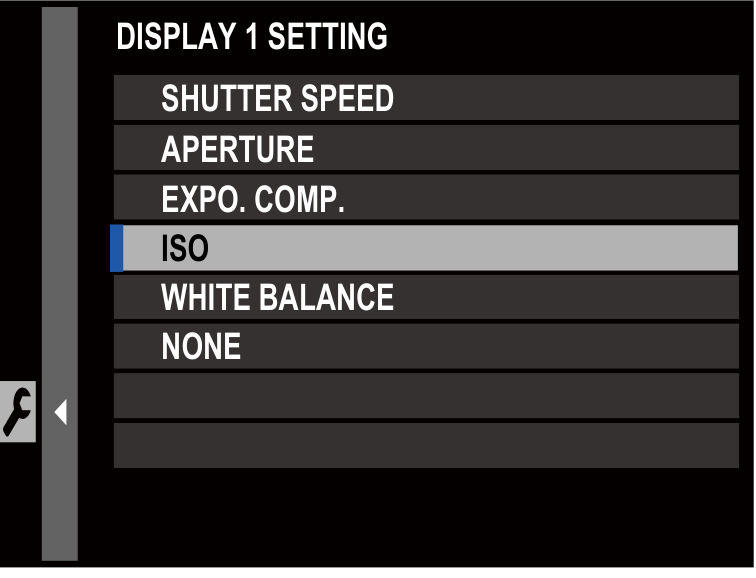 DISPLAY 1 SETTING
SHUTTER SPEED
APERTURE
EXPO. COMP.
ISO
WHITE BALANCE
NONE